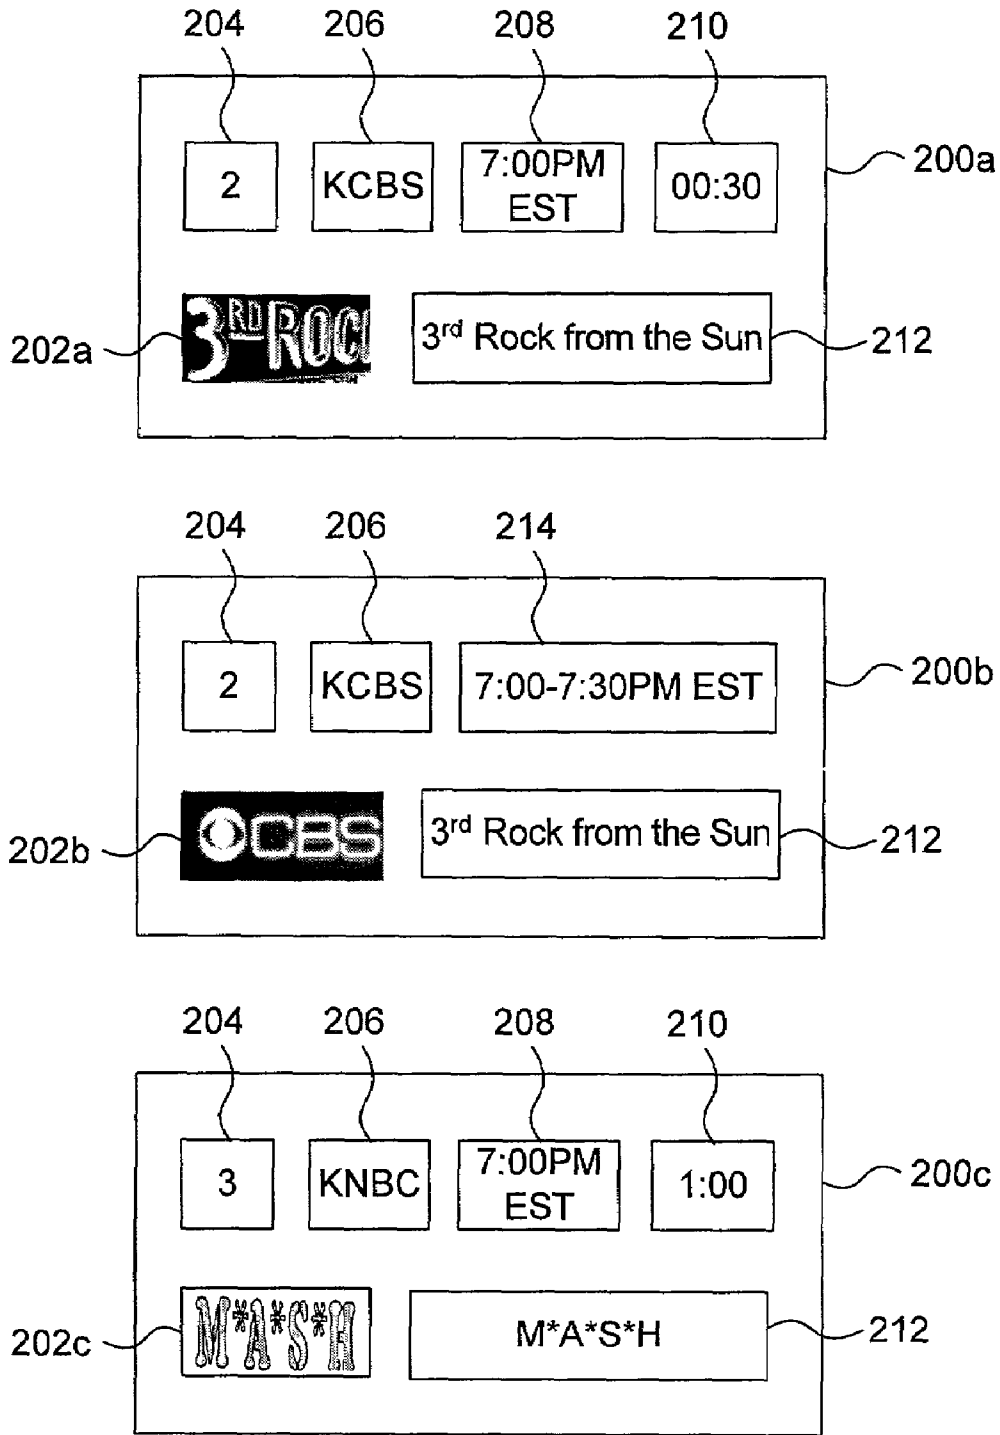 204 206 208 210
2 KCBS 7:00PM EST 00:30
200a
202a 3RD ROC 3rd Rock from the Sun 212
204 206 214
2 KCBS 7:00-7:30PM EST
200b
202b CBS 3rd Rock from the Sun 212
204 206 208 210
3 KNBC 7:00PM EST 1:00
200c
202c M*A*S*H M*A*S*H 212